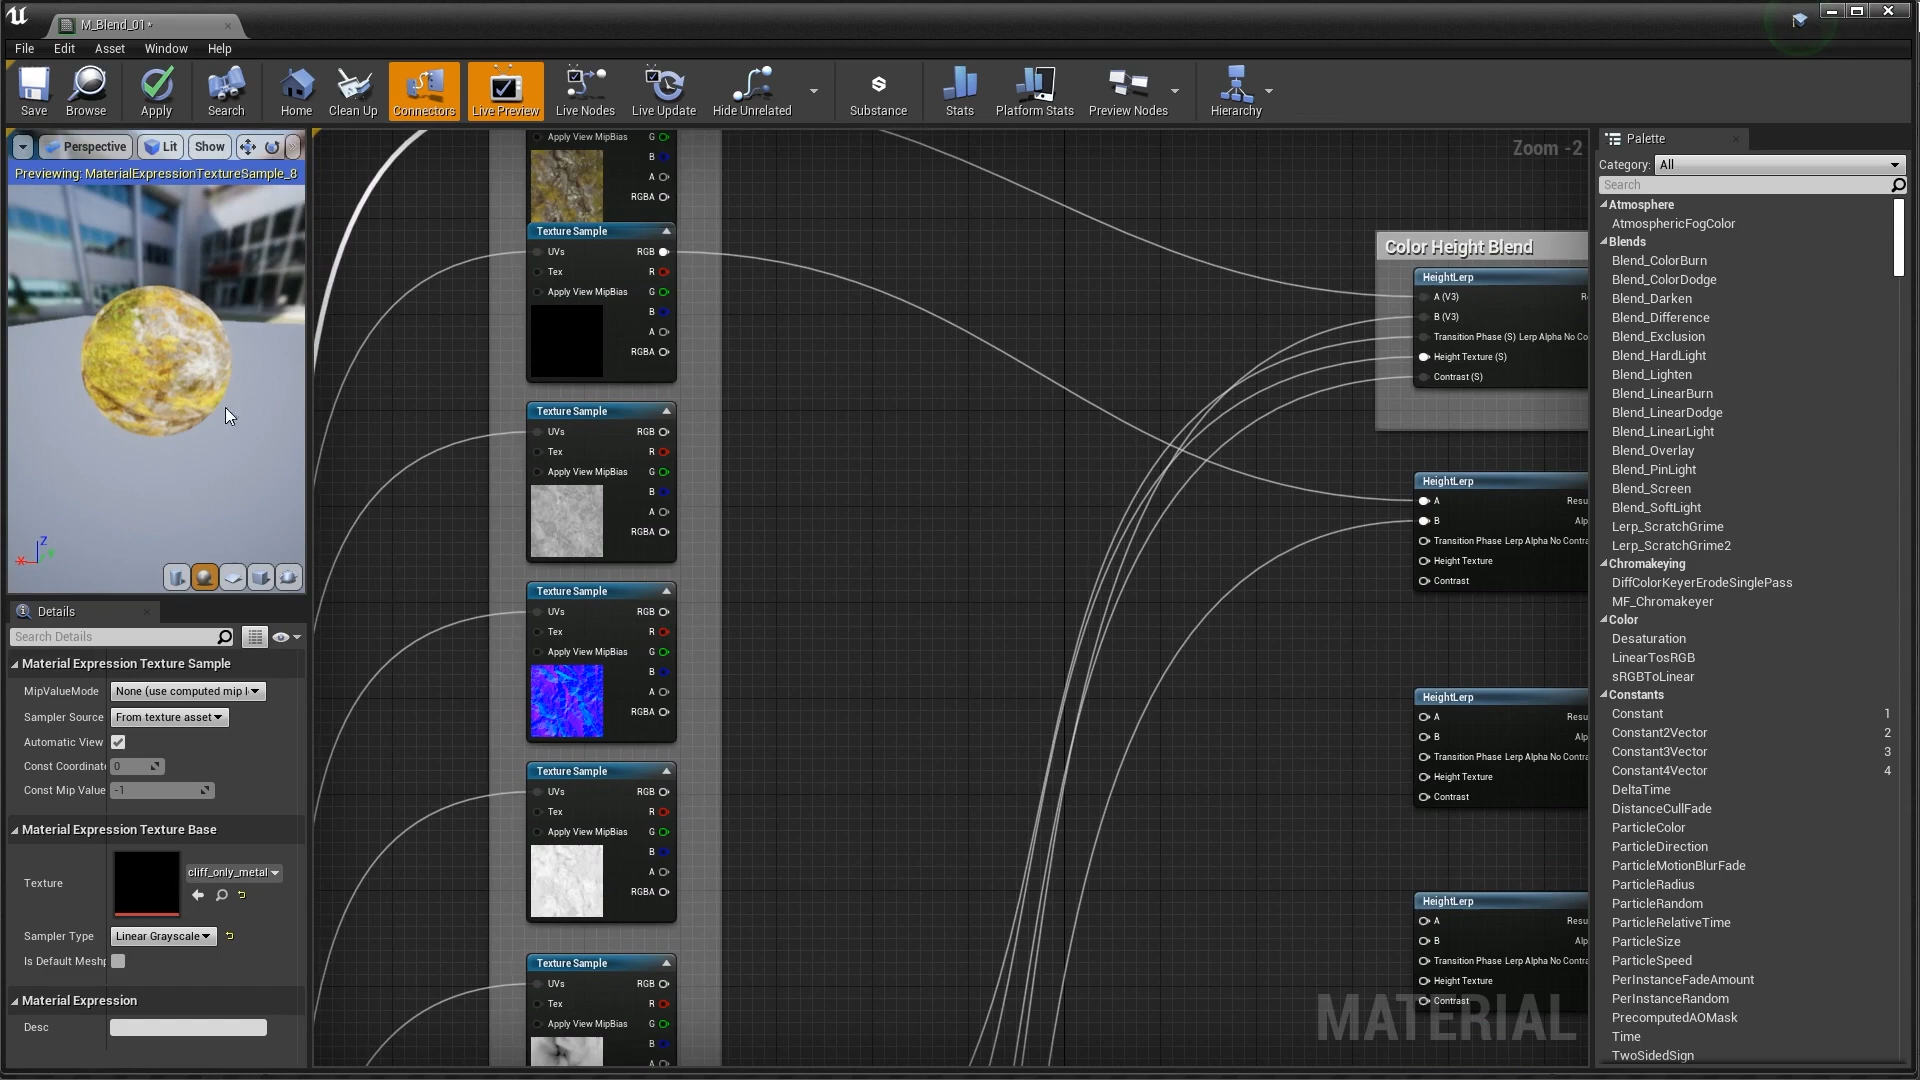 M_Blend_01*
File Edit Asset Window Help
Save Browse Apply Search Home Clean Up Connectors Live Preview Live Nodes Live Update Hide Unrelated Substance Stats Platform Stats Preview Nodes Hierarchy
Perspective Lit Show
Previewing: MaterialExpressionTextureSample_8
Z
Details
Search Details
Material Expression Texture Sample
MipValueMode None (use computed mip l
Sampler Source From texture asset
Automatic View
Const Coordinate 0
Const Mip Value -1
Material Expression Texture Base
Texture cliff_only_metal
Sampler Type Linear Grayscale
Is Default Meshp
Material Expression
Desc
Zoom -2
Apply View MipBias G
B
A
RGBA
Texture Sample
UVs RGB
Tex R
Apply View MipBias G
B
A
RGBA
Texture Sample
UVs RGB
Tex R
Apply View MipBias G
B
A
RGBA
Texture Sample
UVs RGB
Tex R
Apply View MipBias G
B
A
RGBA
Texture Sample
UVs RGB
Tex R
Apply View MipBias G
B
A
RGBA
Texture Sample
UVs RGB
Tex R
Apply View MipBias G
B
A
Color Height Blend
HeightLerp
A (V3) R
B (V3)
Transition Phase (S) Lerp Alpha No Co
Height Texture (S)
Contrast (S)
HeightLerp
A Resu
B Alp
Transition Phase Lerp Alpha No Contra
Height Texture
Contrast
HeightLerp
A Resu
B Alp
Transition Phase Lerp Alpha No Contra
Height Texture
Contrast
HeightLerp
A Resu
B Alp
Transition Phase Lerp Alpha No Contra
Height Texture
Contrast
MATERIAL
Palette
Category: All
Search
Atmosphere
AtmosphericFogColor
Blends
Blend_ColorBurn
Blend_ColorDodge
Blend_Darken
Blend_Difference
Blend_Exclusion
Blend_HardLight
Blend_Lighten
Blend_LinearBurn
Blend_LinearDodge
Blend_LinearLight
Blend_Overlay
Blend_PinLight
Blend_Screen
Blend_SoftLight
Lerp_ScratchGrime
Lerp_ScratchGrime2
Chromakeying
DiffColorKeyerErodeSinglePass
MF_Chromakeyer
Color
Desaturation
LinearTosRGB
sRGBToLinear
Constants
Constant 1
Constant2Vector 2
Constant3Vector 3
Constant4Vector 4
DeltaTime
DistanceCullFade
ParticleColor
ParticleDirection
ParticleMotionBlurFade
ParticleRadius
ParticleRandom
ParticleRelativeTime
ParticleSize
ParticleSpeed
PerInstanceFadeAmount
PerInstanceRandom
PrecomputedAOMask
Time
TwoSidedSign